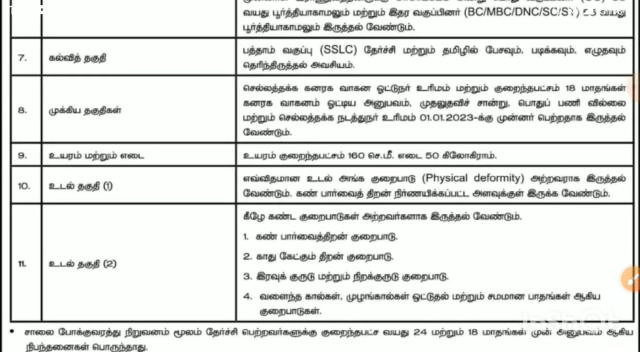 வயது பூர்த்தியாகாமலும் மற்றும் இதர வகுப்பினர் (BC/MBC/DNC/SC/ST) 55 வயது
பூர்த்தியாகாமலும் இருத்தல் வேண்டும்.
7. கல்வித் தகுதி
பத்தாம் வகுப்பு (SSLC) தேர்ச்சி மற்றும் தமிழில் பேசவும், படிக்கவும், எழுதவும்
தெரிந்திருத்தல் அவசியம்.
8. முக்கிய தகுதிகள்
செல்லத்தக்க கனரக வாகன ஓட்டுநர் உரிமம் மற்றும் குறைந்தபட்சம் 18 மாதங்கள்
கனரக வாகனம் ஓட்டிய அனுபவம், முதலுதவிச் சான்று, பொதுப் பணி வில்லை
மற்றும் செல்லத்தக்க நடத்துநர் உரிமம் 01.01.2023-க்கு முன்னர் பெற்றதாக இருத்தல்
வேண்டும்.
9. உயரம் மற்றும் எடை
உயரம் குறைந்தபட்சம் 160 செ.மீ. எடை 50 கிலோகிராம்.
10. உடல் தகுதி (1)
எவ்விதமான உடல் அங்க குறைபாடு (Physical deformity) அற்றவராக இருத்தல்
வேண்டும். கண் பார்வைத் திறன் நிர்ணயிக்கப்பட்ட அளவுக்குள் இருக்க வேண்டும்.
11. உடல் தகுதி (2)
கீழே கண்ட குறைபாடுகள் அற்றவர்களாக இருத்தல் வேண்டும்.
1. கண் பார்வைத்திறன் குறைபாடு.
2. காது கேட்கும் திறன் குறைபாடு.
3. இரவுக் குருடு மற்றும் நிறக்குருடு குறைபாடு.
4. வளைந்த கால்கள், முழங்கால்கள் ஒட்டுதல் மற்றும் சமமான பாதங்கள் ஆகிய
குறைபாடுகள்.
• சாலை போக்குவரத்து நிறுவனம் மூலம் தேர்ச்சி பெற்றவர்களுக்கு குறைந்தபட்ச வயது 24 மற்றும் 18 மாதங்கள் முன் அனுபவம் ஆகிய
நிபந்தனைகள் பொருந்தாது.